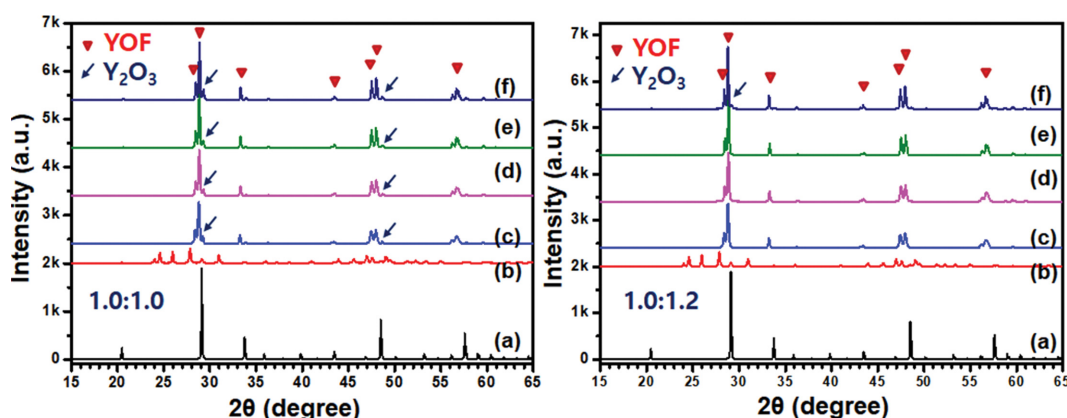 7k
6k
5k
4k
3k
2k
1k
0
Intensity (a.u.)
YOF
Y₂O₃
(f)
(e)
(d)
(c)
(b)
(a)
1.0:1.0
15 20 25 30 35 40 45 50 55 60 65
2θ (degree)
7k
6k
5k
4k
3k
2k
1k
0
Intensity (a.u.)
YOF
Y₂O₃
(f)
(e)
(d)
(c)
(b)
(a)
1.0:1.2
15 20 25 30 35 40 45 50 55 60 65
2θ (degree)